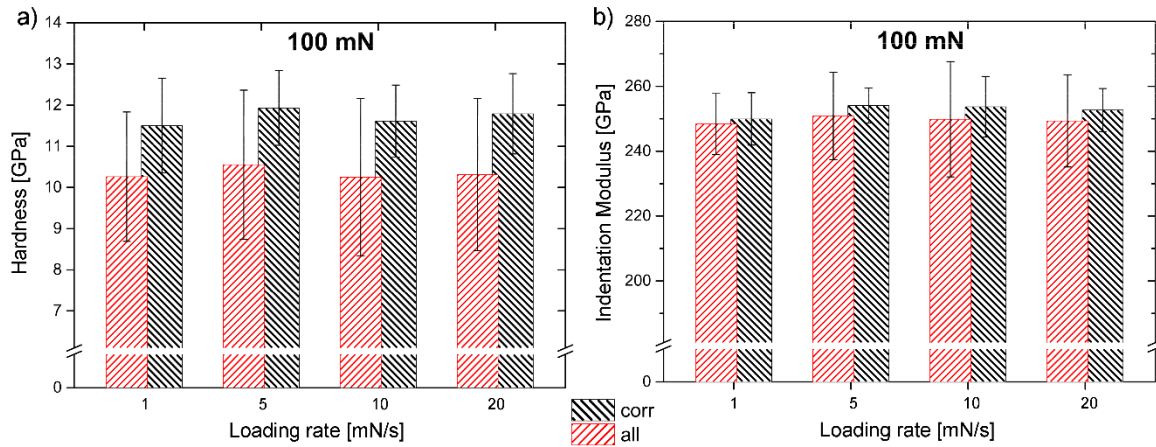 a)
100 mN
Hardness [GPa]
14
13
12
11
10
9
8
7
0
1
5
10
20
Loading rate [mN/s]
b)
100 mN
Indentation Modulus [GPa]
280
260
240
220
200
0
1
5
10
20
Loading rate [mN/s]
corr
all